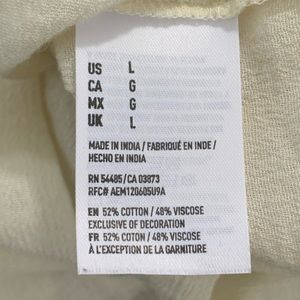 US L
CA G
MX G
UK L
MADE IN INDIA / FABRIQUÉ EN INDE /
HECHO EN INDIA
RN 54485 / CA 03873
RFC# AEM120605U9A
EN 52% COTTON / 48% VISCOSE
EXCLUSIVE OF DECORATION
FR 52% COTON / 48% VISCOSE
À L'EXCEPTION DE LA GARNITURE